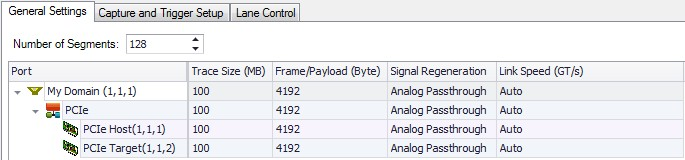 General Settings Capture and Trigger Setup Lane Control
Number of Segments: 128
Port Trace Size (MB) Frame/Payload (Byte) Signal Regeneration Link Speed (GT/s)
My Domain (1,1,1) 100 4192 Analog Passthrough Auto
PCIe 100 4192 Analog Passthrough Auto
PCIe Host(1,1,1) 100 4192 Analog Passthrough Auto
PCIe Target(1,1,2) 100 4192 Analog Passthrough Auto